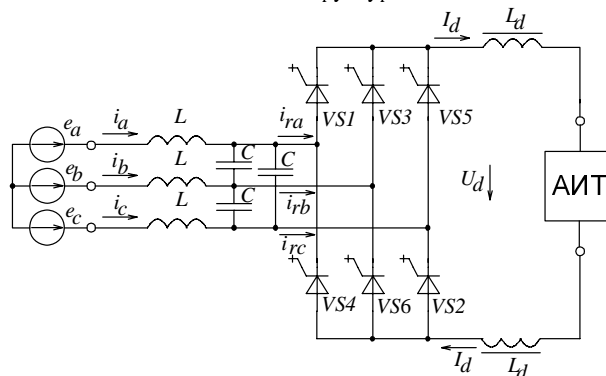 I_d L_d
VS1 VS3 VS5
i_a L i_ra
e_a C C
i_b L
e_b U_d АИТ
i_rb
i_c L C
e_c i_rc
VS4 VS6 VS2
I_d L_d